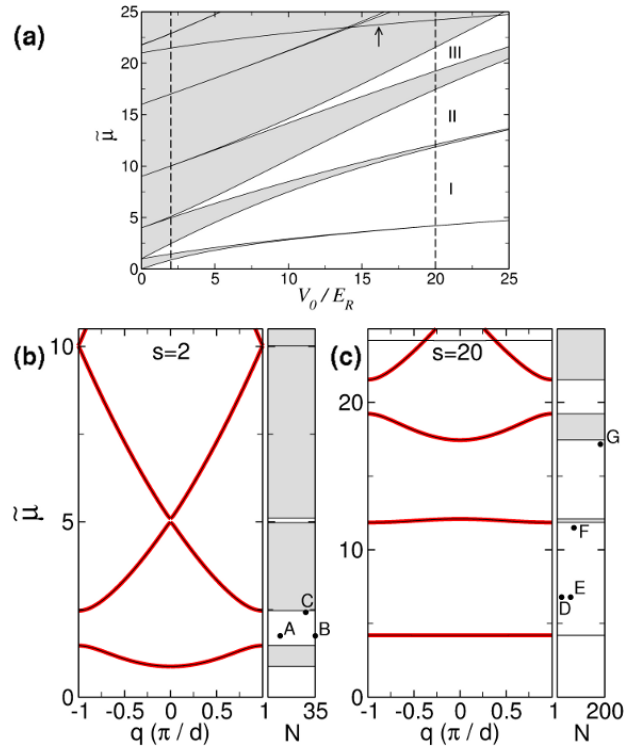 (a)
25
20
15
10
5
0
μ̃
III
II
I
0 5 10 15 20 25
V₀/E_R
(b)
10
5
0
μ̃
s=2
A
B
C
-1 -0.5 0 0.5 1
q (π / d)
1 35
N
(c)
20
10
0
s=20
G
F
E
D
-1 -0.5 0 0.5 1
q (π / d)
1 200
N